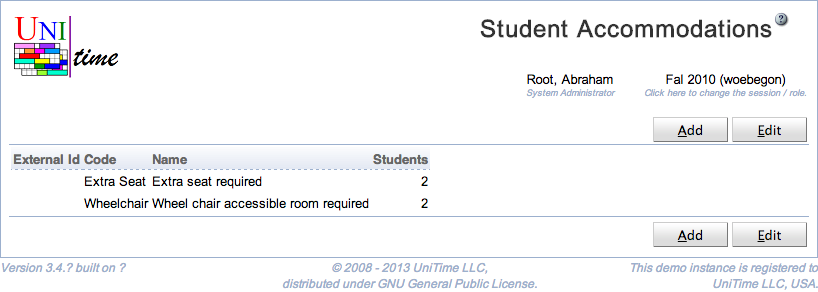 UNI
time
Student Accommodations ?
Root, Abraham Fal 2010 (woebegon)
System Administrator Click here to change the session / role.
Add Edit
External Id Code Name Students
Extra Seat Extra seat required 2
Wheelchair Wheel chair accessible room required 2
Add Edit
Version 3.4.? built on ? © 2008 - 2013 UniTime LLC, This demo instance is registered to
distributed under GNU General Public License. UniTime LLC, USA.